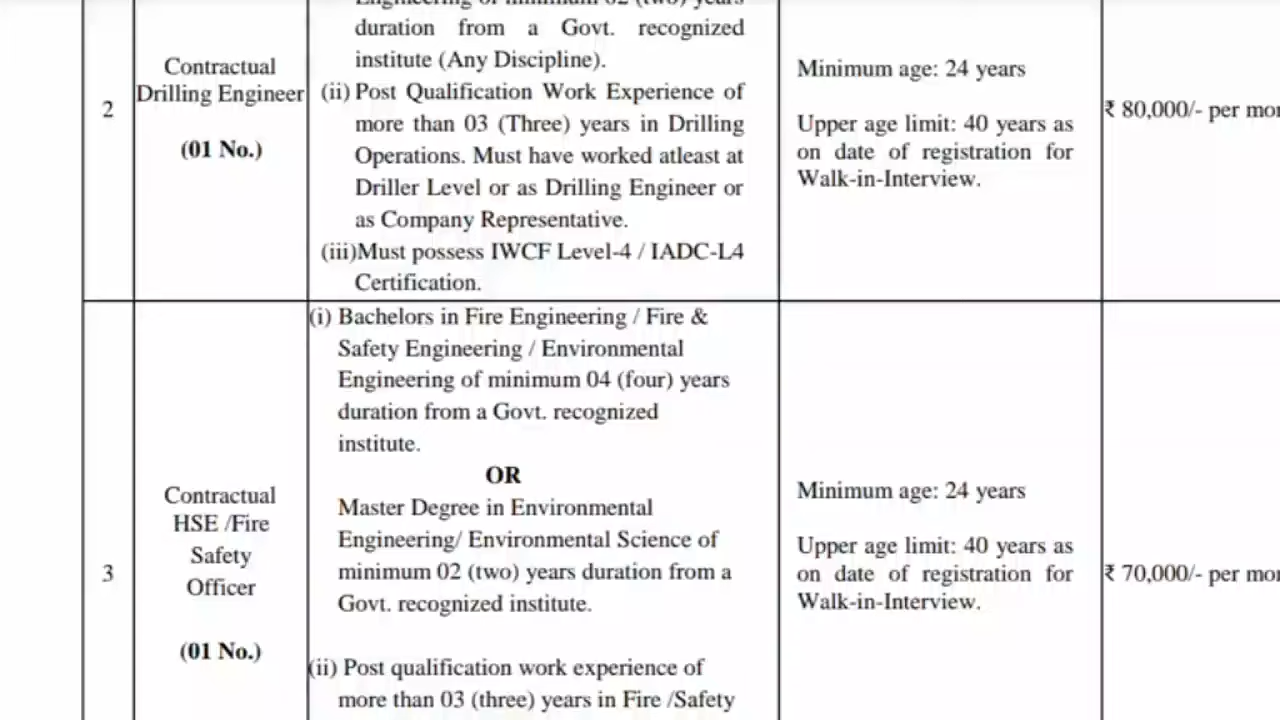 Engineering of minimum 02 (two) years
duration from a Govt. recognized
institute (Any Discipline).
(ii) Post Qualification Work Experience of
more than 03 (Three) years in Drilling
Operations. Must have worked atleast at
Driller Level or as Drilling Engineer or
as Company Representative.
(iii)Must possess IWCF Level-4 / IADC-L4
Certification.
2
Contractual
Drilling Engineer
(01 No.)
Minimum age: 24 years
Upper age limit: 40 years as
on date of registration for
Walk-in-Interview.
₹ 80,000/- per mon
3
Contractual
HSE /Fire
Safety
Officer
(01 No.)
(i) Bachelors in Fire Engineering / Fire &
Safety Engineering / Environmental
Engineering of minimum 04 (four) years
duration from a Govt. recognized
institute.
OR
Master Degree in Environmental
Engineering/ Environmental Science of
minimum 02 (two) years duration from a
Govt. recognized institute.
(ii) Post qualification work experience of
more than 03 (three) years in Fire /Safety
Minimum age: 24 years
Upper age limit: 40 years as
on date of registration for
Walk-in-Interview.
₹ 70,000/- per mon